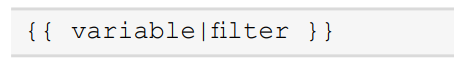 {{ variable|filter }}